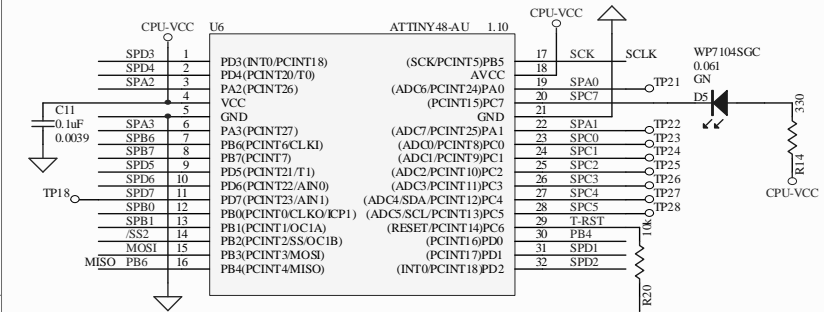 CPU-VCC
U6 ATTINY48-AU 1.10
CPU-VCC
SPD3 1 PD3(INT0/PCINT18) (SCK/PCINT5)PB5 17 SCK SCLK
SPD4 2 PD4(PCINT20/T0) AVCC 18
SPA2 3 PA2(PCINT26) (ADC6/PCINT24)PA0 19 SPA0 TP21
4 VCC (PCINT15)PC7 20 SPC7
5 GND GND 21
SPA3 6 PA3(PCINT27) (ADC7/PCINT25)PA1 22 SPA1 TP22
SPB6 7 PB6(PCINT6/CLKI) (ADC0/PCINT8)PC0 23 SPC0 TP23
SPB7 8 PB7(PCINT7) (ADC1/PCINT9)PC1 24 SPC1 TP24
SPD5 9 PD5(PCINT21/T1) (ADC2/PCINT10)PC2 25 SPC2 TP25
SPD6 10 PD6(PCINT22/AIN0) (ADC3/PCINT11)PC3 26 SPC3 TP26
TP18 SPD7 11 PD7(PCINT23/AIN1) (ADC4/SDA/PCINT12)PC4 27 SPC4 TP27
SPB0 12 PB0(PCINT0/CLKO/ICP1) (ADC5/SCL/PCINT13)PC5 28 SPC5 TP28
SPB1 13 PB1(PCINT1/OC1A) (RESET/PCINT14)PC6 29 T-RST
/SS2 14 PB2(PCINT2/SS/OC1B) (PCINT16)PD0 30 PB4
MOSI 15 PB3(PCINT3/MOSI) (PCINT17)PD1 31 SPD1
MISO PB6 16 PB4(PCINT4/MISO) (INT0/PCINT18)PD2 32 SPD2
C11
0.1uF
0.0039
WP7104SGC
0.061
GN
D5
330
R14
CPU-VCC
10k
R20